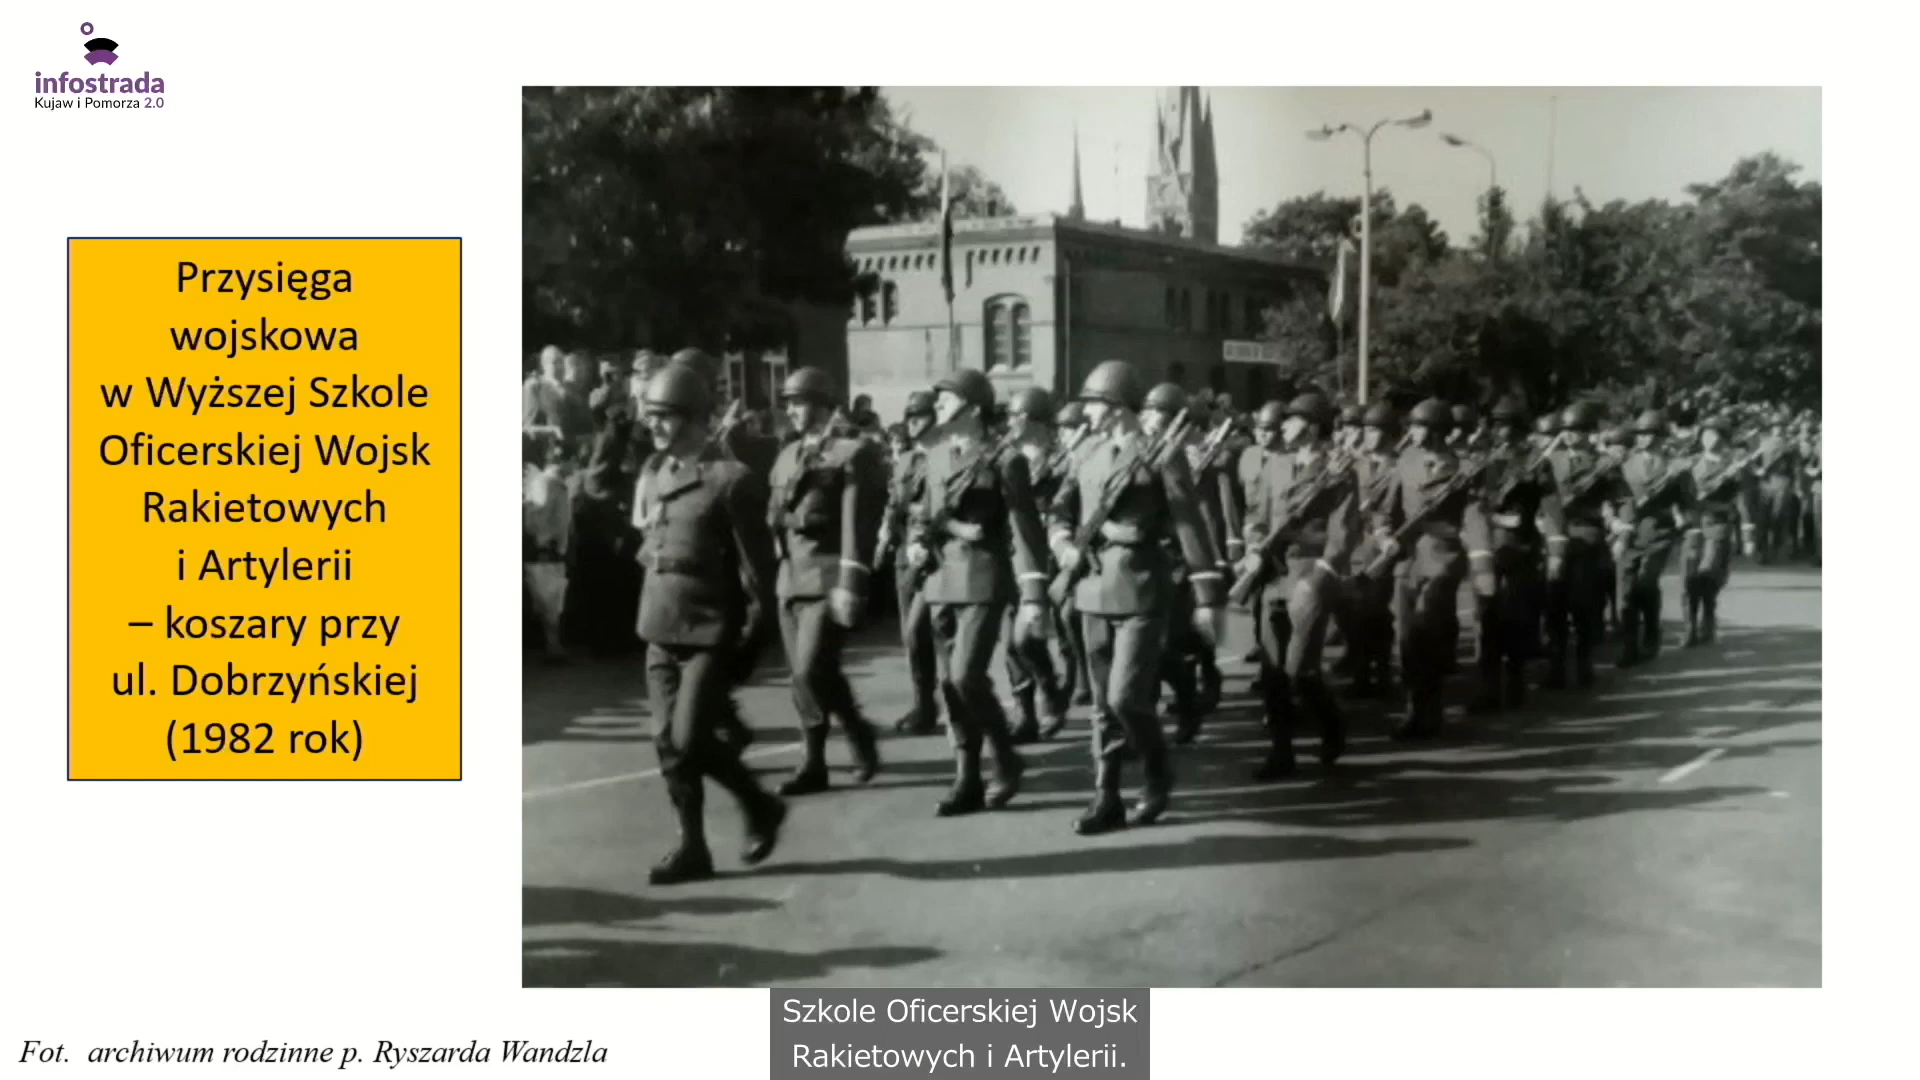 infostrada
Kujaw i Pomorza 2.0
Przysięga
wojskowa
w Wyższej Szkole
Oficerskiej Wojsk
Rakietowych
i Artylerii
– koszary przy
ul. Dobrzyńskiej
(1982 rok)
Fot. archiwum rodzinne p. Ryszarda Wandzla
Szkole Oficerskiej Wojsk
Rakietowych i Artylerii.